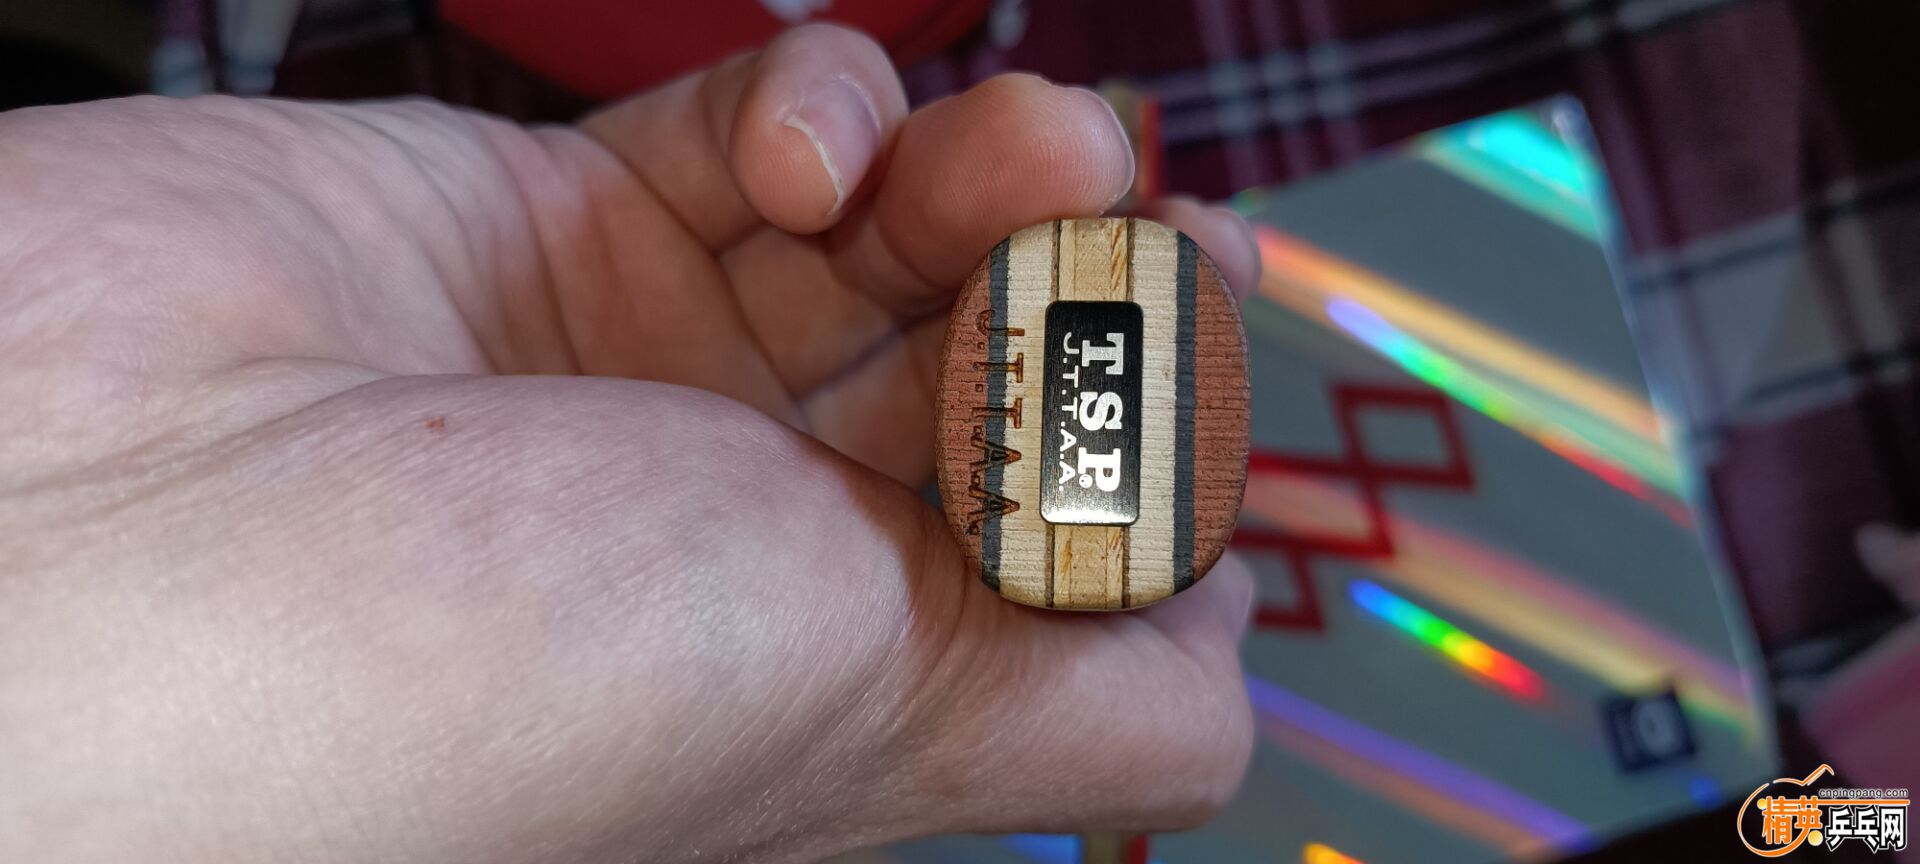 TSP.
J.T.T.A.A.
J.T.T.A.A
cnpingpang.com
精英乒乓网